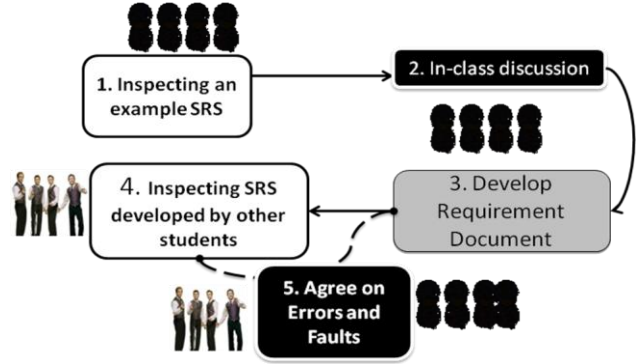 1. Inspecting an
example SRS
2. In-class discussion
3. Develop
Requirement
Document
4. Inspecting SRS
developed by other
students
5. Agree on
Errors and
Faults